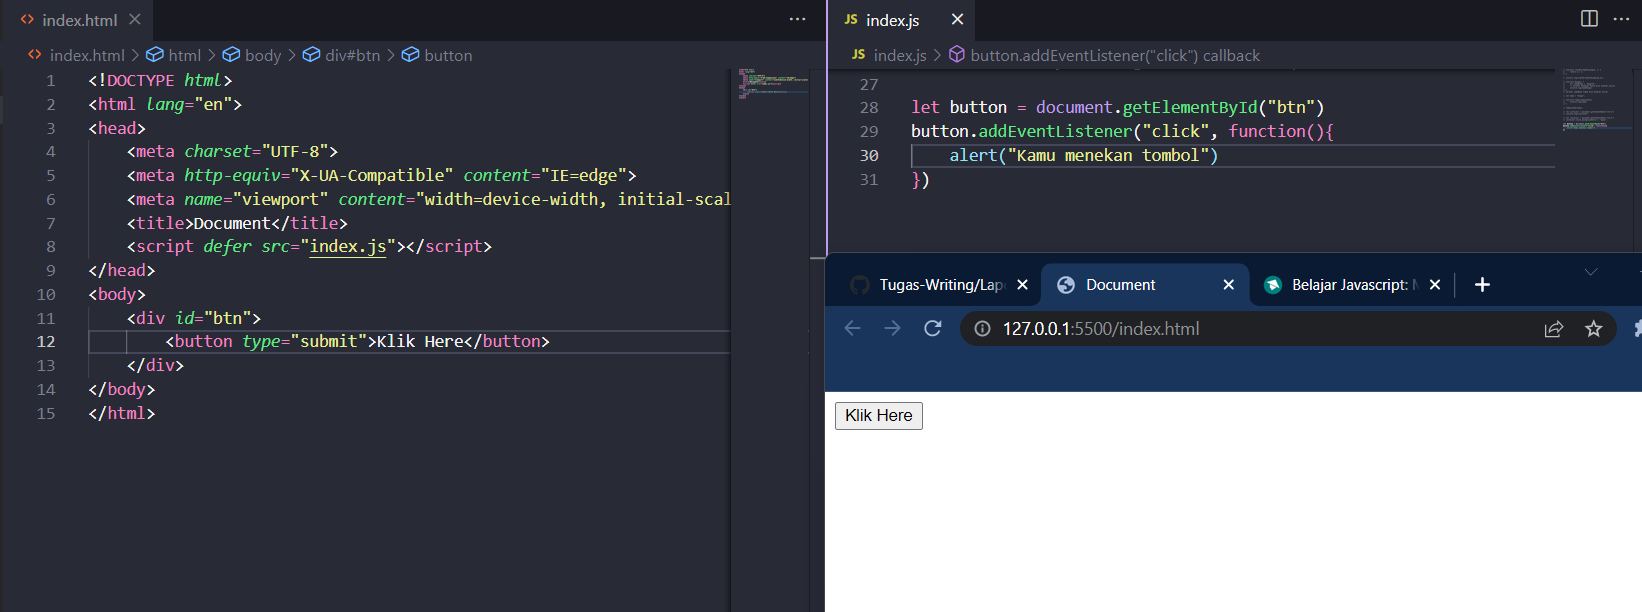 index.html
index.html > html > body > div#btn > button
1 <!DOCTYPE html>
2 <html lang="en">
3 <head>
4 <meta charset="UTF-8">
5 <meta http-equiv="X-UA-Compatible" content="IE=edge">
6 <meta name="viewport" content="width=device-width, initial-scal
7 <title>Document</title>
8 <script defer src="index.js"></script>
9 </head>
10 <body>
11 <div id="btn">
12 <button type="submit">Klik Here</button>
13 </div>
14 </body>
15 </html>
JS index.js
JS index.js > button.addEventListener("click") callback
27
28 let button = document.getElementById("btn")
29 button.addEventListener("click", function(){
30 alert("Kamu menekan tombol")
31 })
Tugas-Writing/Lap
Document
Belajar Javascript:
127.0.0.1:5500/index.html
Klik Here